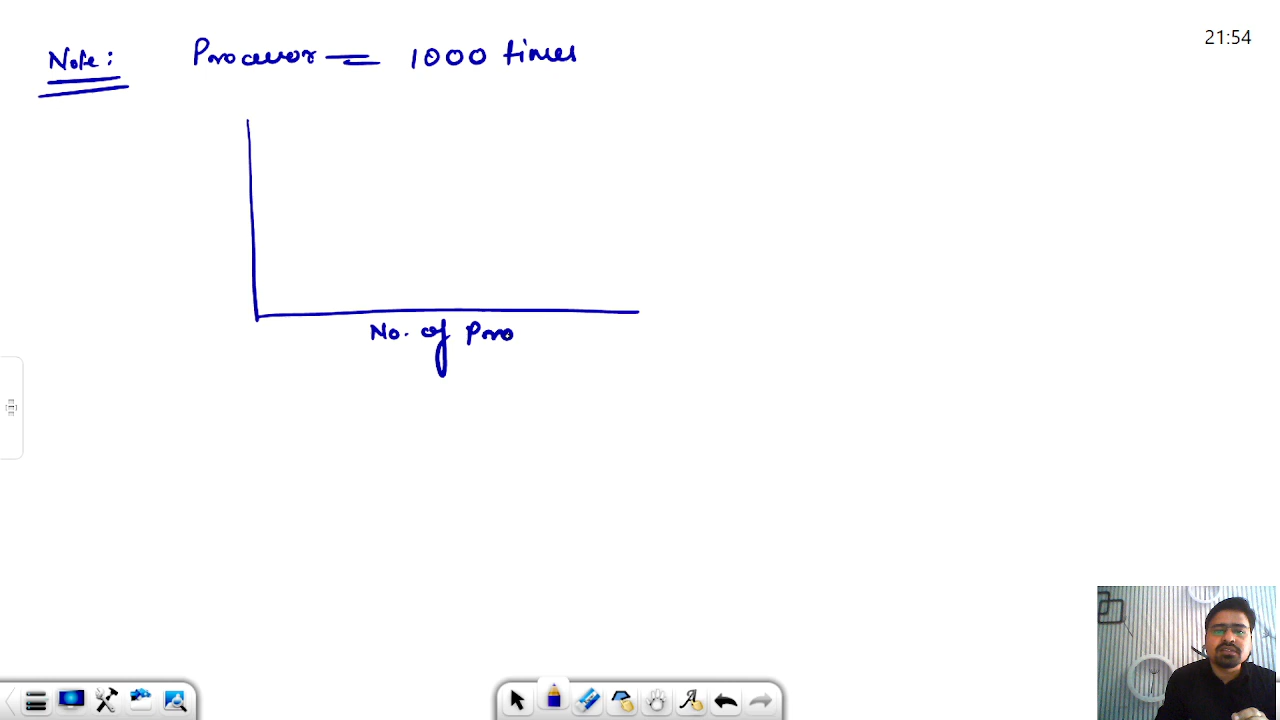 21:54
Note: Processor = 1000 times
No. of Pro